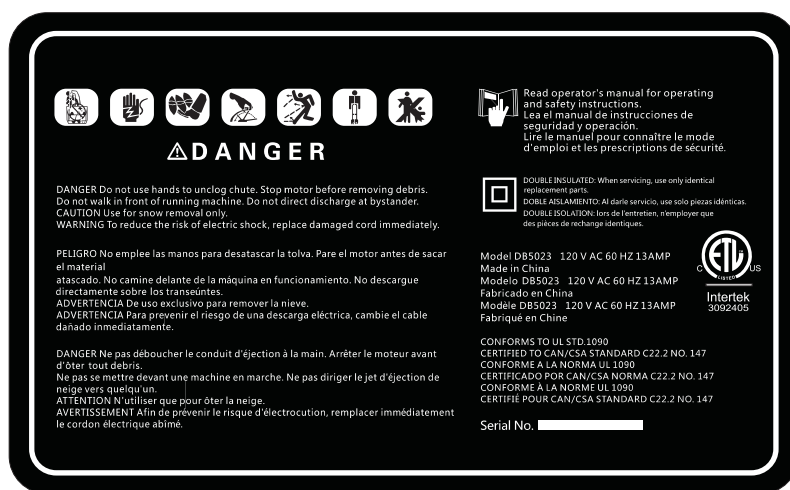 DANGER
DANGER Do not use hands to unclog chute. Stop motor before removing debris.
Do not walk in front of running machine. Do not direct discharge at bystander.
CAUTION Use for snow removal only.
WARNING To reduce the risk of electric shock, replace damaged cord immediately.
PELIGRO No emplee las manos para desatascar la tolva. Pare el motor antes de sacar
el material
atascado. No camine delante de la máquina en funcionamiento. No descargue
directamente sobre los transeúntes.
ADVERTENCIA De uso exclusivo para remover la nieve.
ADVERTENCIA Para prevenir el riesgo de una descarga eléctrica, cambie el cable
dañado inmediatamente.
DANGER Ne pas déboucher le conduit d'éjection à la main. Arrêter le moteur avant
d'ôter tout debris.
Ne pas se mettre devant une machine en marche. Ne pas diriger le jet d'éjection de
neige vers quelqu'un.
ATTENTION N'utiliser que pour ôter la neige.
AVERTISSEMENT Afin de prévenir le risque d'électrocution, remplacer immédiatement
le cordon électrique abîmé.
Read operator's manual for operating
and safety instructions.
Lea el manual de instrucciones de
seguridad y operación.
Lire le manuel pour connaître le mode
d'emploi et les prescriptions de sécurité.
DOUBLE INSULATED: When servicing, use only identical
replacement parts.
DOBLE AISLAMIENTO: Al darle servicio, use solo piezas idénticas.
DOUBLE ISOLATION: lors de l'entretien, n'employer que
des pièces de rechange identiques.
Model DB5023 120 V AC 60 HZ 13AMP
Made in China
Modelo DB5023 120 V AC 60 HZ 13AMP
Fabricado en China
Modèle DB5023 120 V AC 60 HZ 13AMP
Fabriqué en Chine
C ETL US
LISTED
Intertek
3092405
CONFORMS TO UL STD.1090
CERTIFIED TO CAN/CSA STANDARD C22.2 NO. 147
CONFORME A LA NORMA UL 1090
CERTIFICADO POR CAN/CSA NORMA C22.2 NO. 147
CONFORME À LA NORME UL 1090
CERTIFIÉ POUR CAN/CSA STANDARD C22.2 NO. 147
Serial No.